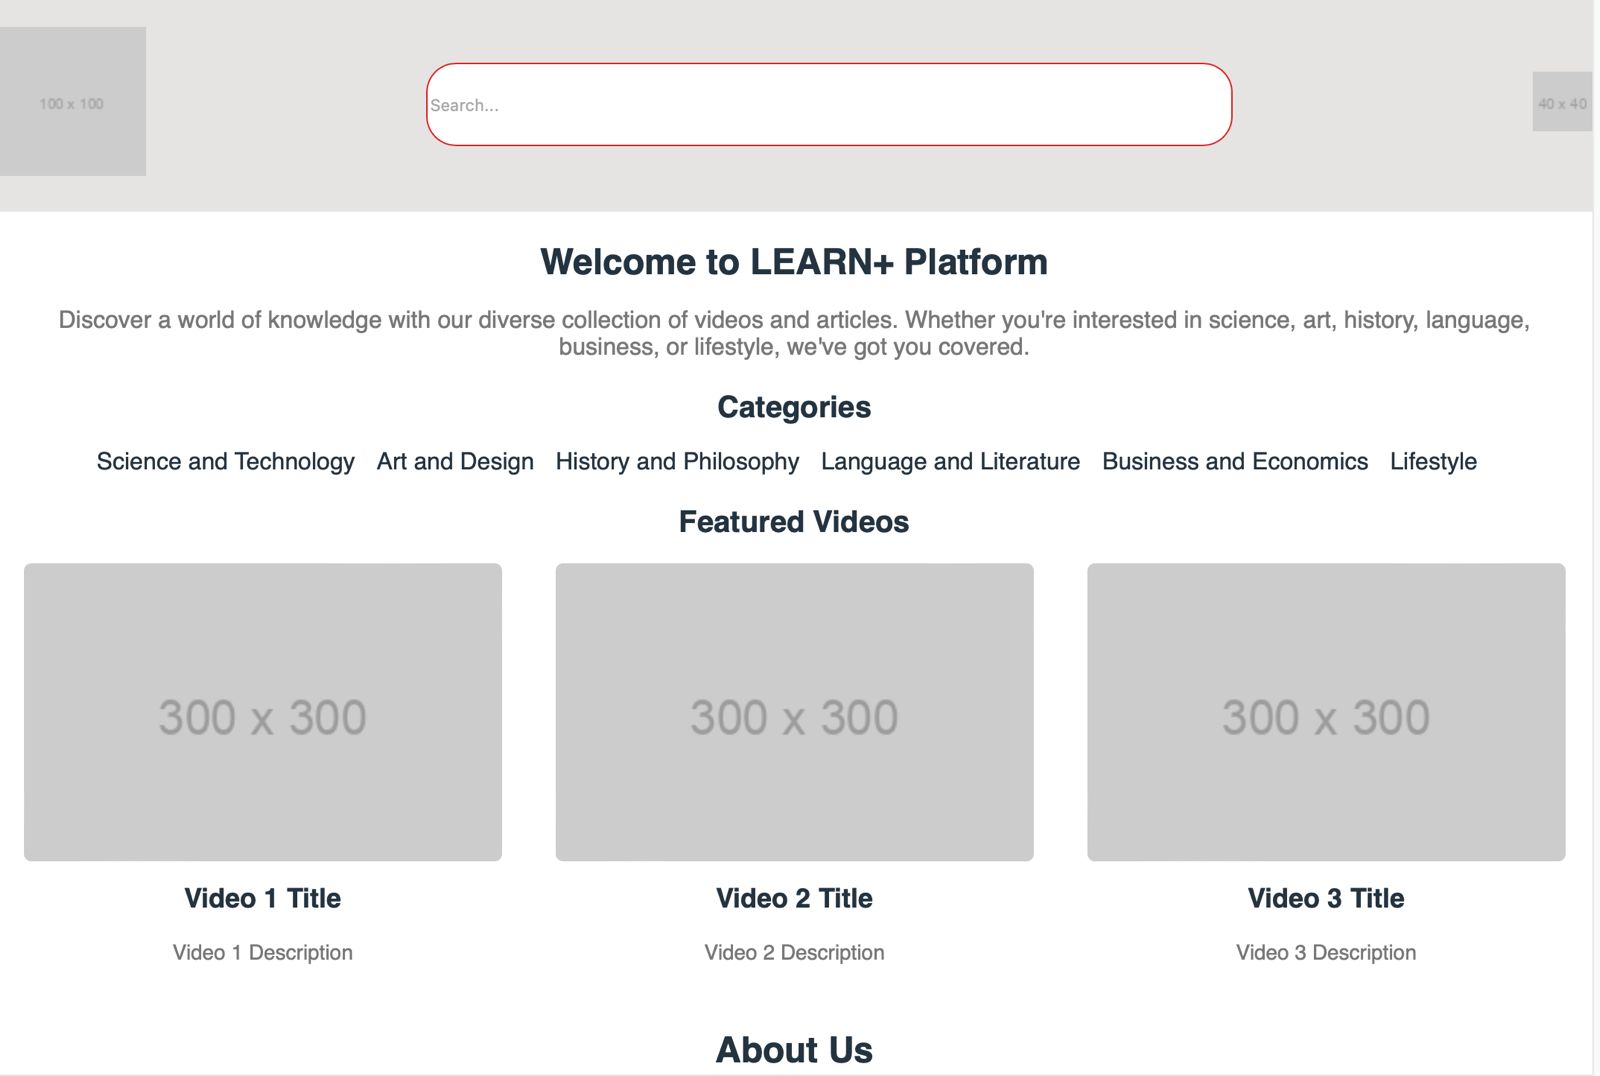 100 x 100
Search...
40 x 40
Welcome to LEARN+ Platform
Discover a world of knowledge with our diverse collection of videos and articles. Whether you're interested in science, art, history, language,
business, or lifestyle, we've got you covered.
Categories
Science and Technology Art and Design History and Philosophy Language and Literature Business and Economics Lifestyle
Featured Videos
300 x 300 300 x 300 300 x 300
Video 1 Title Video 2 Title Video 3 Title
Video 1 Description Video 2 Description Video 3 Description
About Us